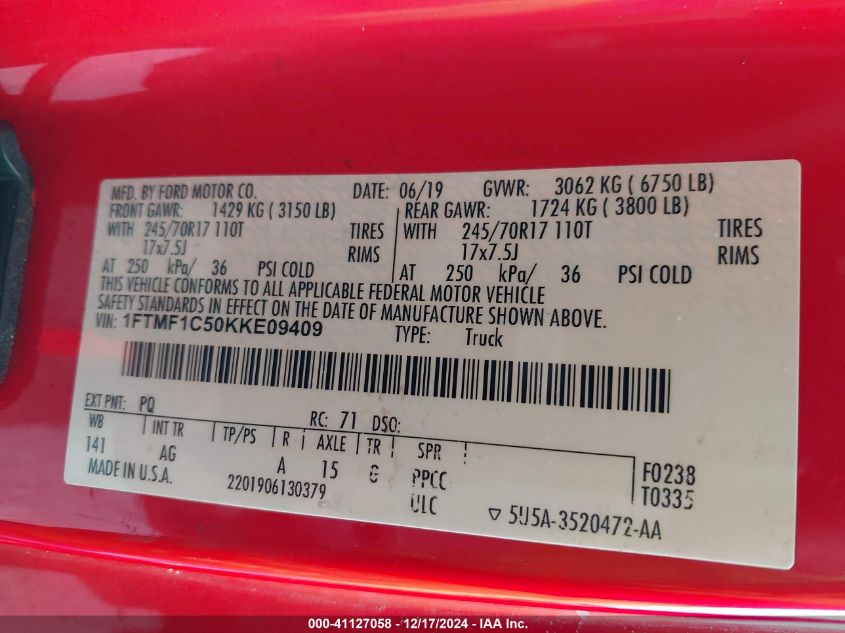 MFD. BY FORD MOTOR CO. DATE: 06/19 GVWR: 3062 KG ( 6750 LB)
FRONT GAWR: 1429 KG ( 3150 LB) REAR GAWR: 1724 KG ( 3800 LB)
WITH 245/70R17 110T TIRES WITH 245/70R17 110T TIRES
17x7.5J RIMS 17x7.5J RIMS
AT 250 kPa/ 36 PSI COLD AT 250 kPa/ 36 PSI COLD
THIS VEHICLE CONFORMS TO ALL APPLICABLE FEDERAL MOTOR VEHICLE
SAFETY STANDARDS IN EFFECT ON THE DATE OF MANUFACTURE SHOWN ABOVE.
VIN: 1FTMF1C50KKE09409 TYPE: Truck
EXT PNT: PQ RC: 71 DSO:
WB INT TR TP/PS R AXLE TR SPR
141 AG A 15 G PPCC F0238
MADE IN U.S.A. 2201906130379 ULC T0335
▽ 5U5A-3520472-AA
000-41127058 - 12/17/2024 - IAA Inc.